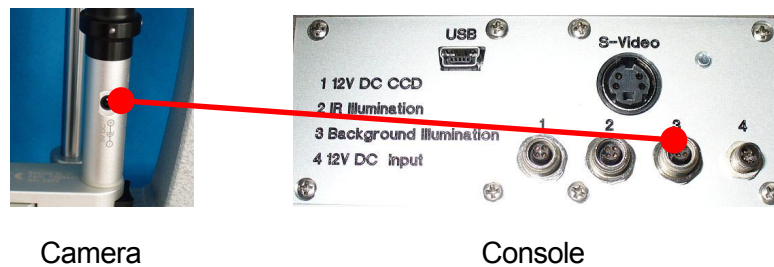 USB
S-Video
1 12V DC CCD
2 IR Illumination
3 Background Illumination
4 12V DC Input
1 2 3 4
Camera
Console